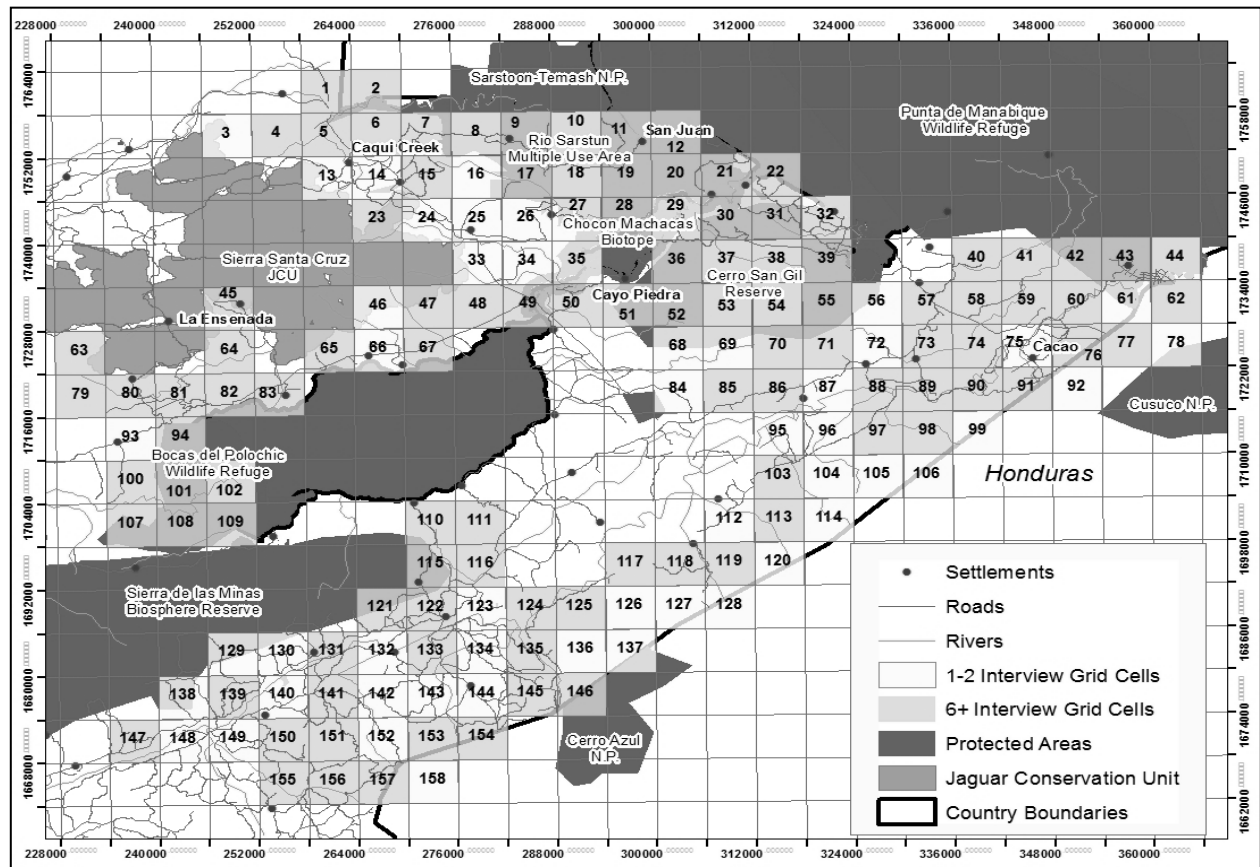 228000 240000 252000 264000 276000 288000 300000 312000 324000 336000 348000 360000
1764000
1752000
1740000
1728000
1716000
1704000
1692000
1680000
1668000
1758000
1746000
1734000
1722000
1710000
1698000
1686000
1674000
1662000
Sarstoon-Temash N.P.
1 2
Punta de Manabique
Wildlife Refuge
3 4 5 6 7 8 9 10 11 12
San Juan
Rio Sarstun
Multiple Use Area
Caqui Creek
13 14 15 16 17 18 19 20 21 22
23 24 25 26 27 28 29 30 31 32
Chocon Machacas
Biotope
Sierra Santa Cruz
JCU
33 34 35 36 37 38 39 40 41 42 43 44
Cerro San Gil
Reserve
Cayo Piedra
45 46 47 48 49 50 51 52 53 54 55 56 57 58 59 60 61 62
La Ensenada
63 64 65 66 67 68 69 70 71 72 73 74 75 76 77 78
Cacao
79 80 81 82 83 84 85 86 87 88 89 90 91 92
Cusuco N.P.
93 94 95 96 97 98 99
Bocas del Polochic
Wildlife Refuge
100 101 102 103 104 105 106
Honduras
107 108 109 110 111 112 113 114
115 116 117 118 119 120
Sierra de las Minas
Biosphere Reserve
121 122 123 124 125 126 127 128
129 130 131 132 133 134 135 136 137
138 139 140 141 142 143 144 145 146
147 148 149 150 151 152 153 154
Cerro Azul
N.P.
155 156 157 158
Settlements
Roads
Rivers
1-2 Interview Grid Cells
6+ Interview Grid Cells
Protected Areas
Jaguar Conservation Unit
Country Boundaries
228000 240000 252000 264000 276000 288000 300000 312000 324000 336000 348000 360000